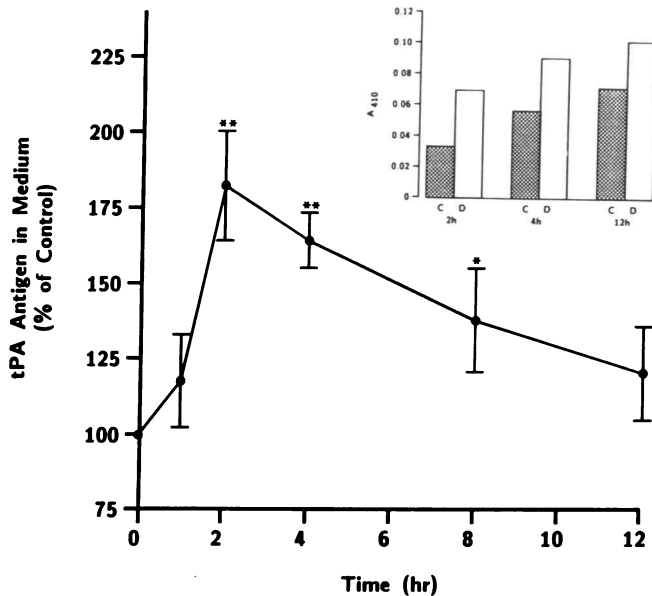 tPA Antigen in Medium
(% of Control)
225
200
175
150
125
100
75
**
**
*
0 2 4 6 8 10 12
Time (hr)
A 410
0.12
0.10
0.08
0.06
0.04
0.02
0
C D C D C D
2h 4h 12h